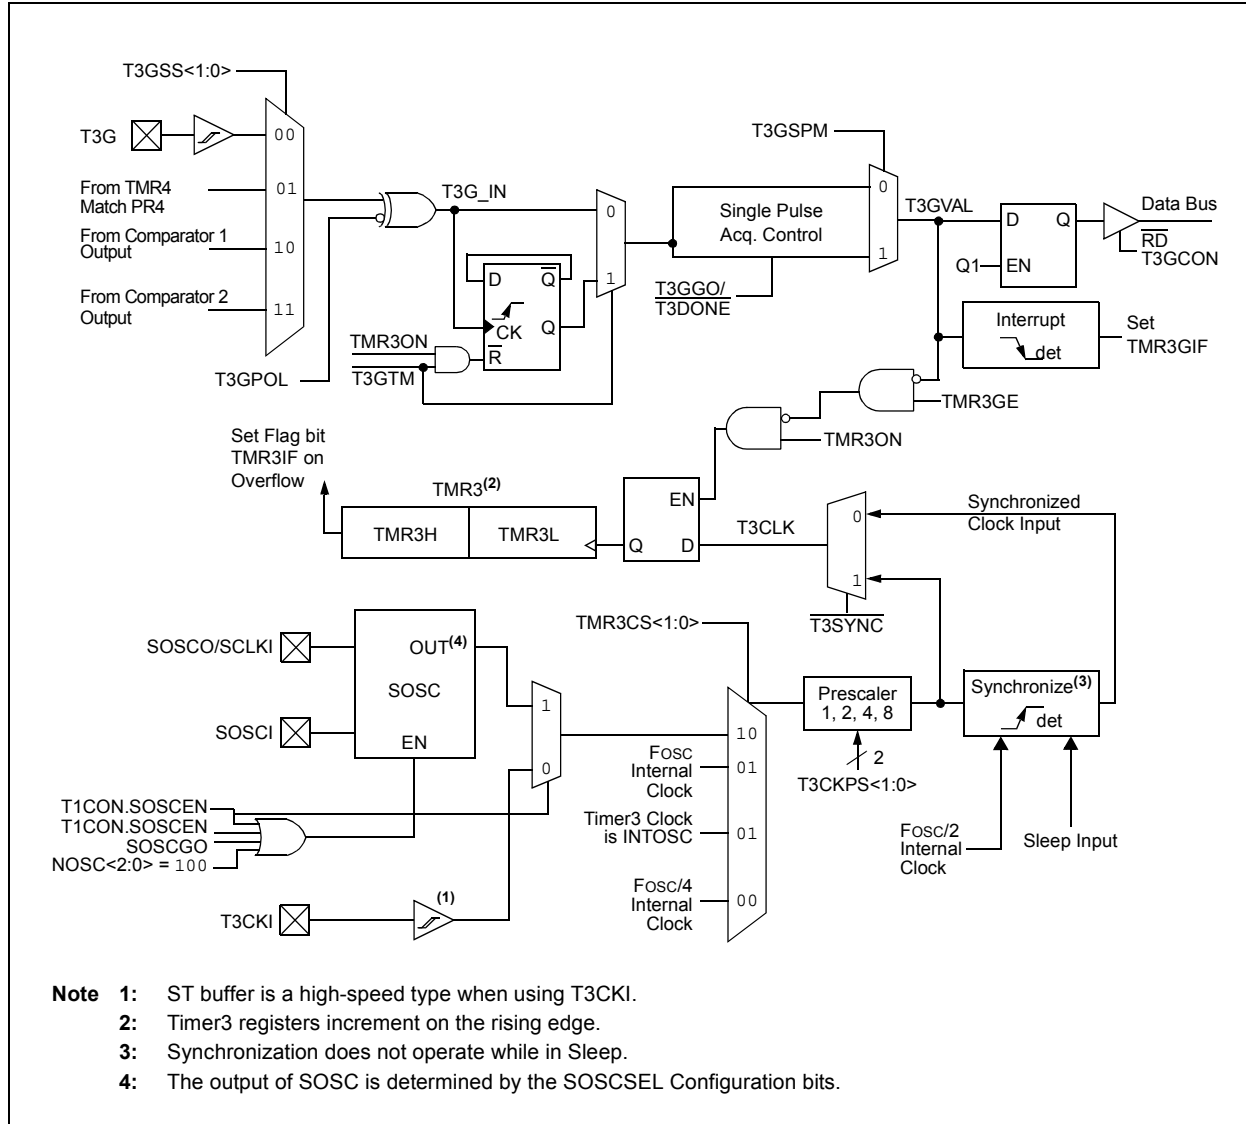 T3GSS<1:0>
T3G
00
From TMR4
Match PR4
01
From Comparator 1
Output
10
From Comparator 2
Output
11
T3GPOL
T3G_IN
0
1
D
Q
CK
Q
R
TMR3ON
T3GTM
T3GSPM
Single Pulse
Acq. Control
0
1
T3GGO/
T3DONE
T3GVAL
D
Q
Q1
EN
Data Bus
RD
T3GCON
Interrupt
det
Set
TMR3GIF
TMR3GE
TMR3ON
Set Flag bit
TMR3IF on
Overflow
TMR3(2)
TMR3H
TMR3L
EN
Q
D
T3CLK
0
1
T3SYNC
Synchronized
Clock Input
SOSCO/SCLKI
OUT(4)
SOSC
SOSCI
EN
1
0
T1CON.SOSCEN
T1CON.SOSCEN
SOSCGO
NOSC<2:0> = 100
T3CKI
(1)
TMR3CS<1:0>
10
FOSC
Internal
Clock
01
Timer3 Clock
is INTOSC
01
FOSC/4
Internal
Clock
00
Prescaler
1, 2, 4, 8
2
T3CKPS<1:0>
Synchronize(3)
det
FOSC/2
Internal
Clock
Sleep Input
Note 1: ST buffer is a high-speed type when using T3CKI.
2: Timer3 registers increment on the rising edge.
3: Synchronization does not operate while in Sleep.
4: The output of SOSC is determined by the SOSCSEL Configuration bits.